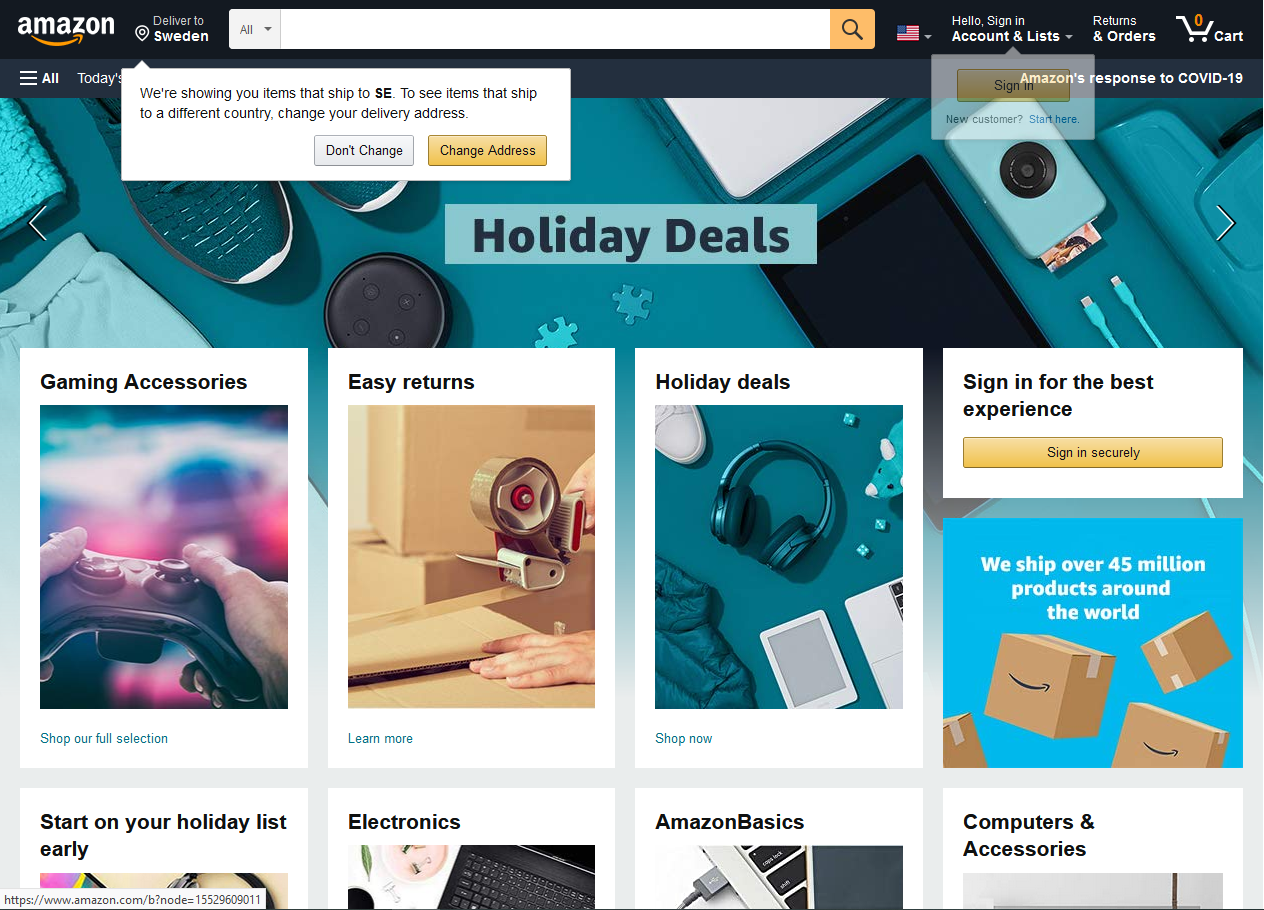 amazon
Deliver to
Sweden
All
Hello, Sign in
Account & Lists
Returns
& Orders
0
Cart
All
Today's
Amazon's response to COVID-19
We're showing you items that ship to SE. To see items that ship
to a different country, change your delivery address.
Don't Change
Change Address
Sign in
New customer? Start here.
Holiday Deals
Gaming Accessories
Easy returns
Holiday deals
Sign in for the best
experience
Sign in securely
We ship over 45 million
products around
the world
Shop our full selection
Learn more
Shop now
Start on your holiday list
early
Electronics
AmazonBasics
Computers &
Accessories
caps lock
shift
https://www.amazon.com/b?node=15529609011